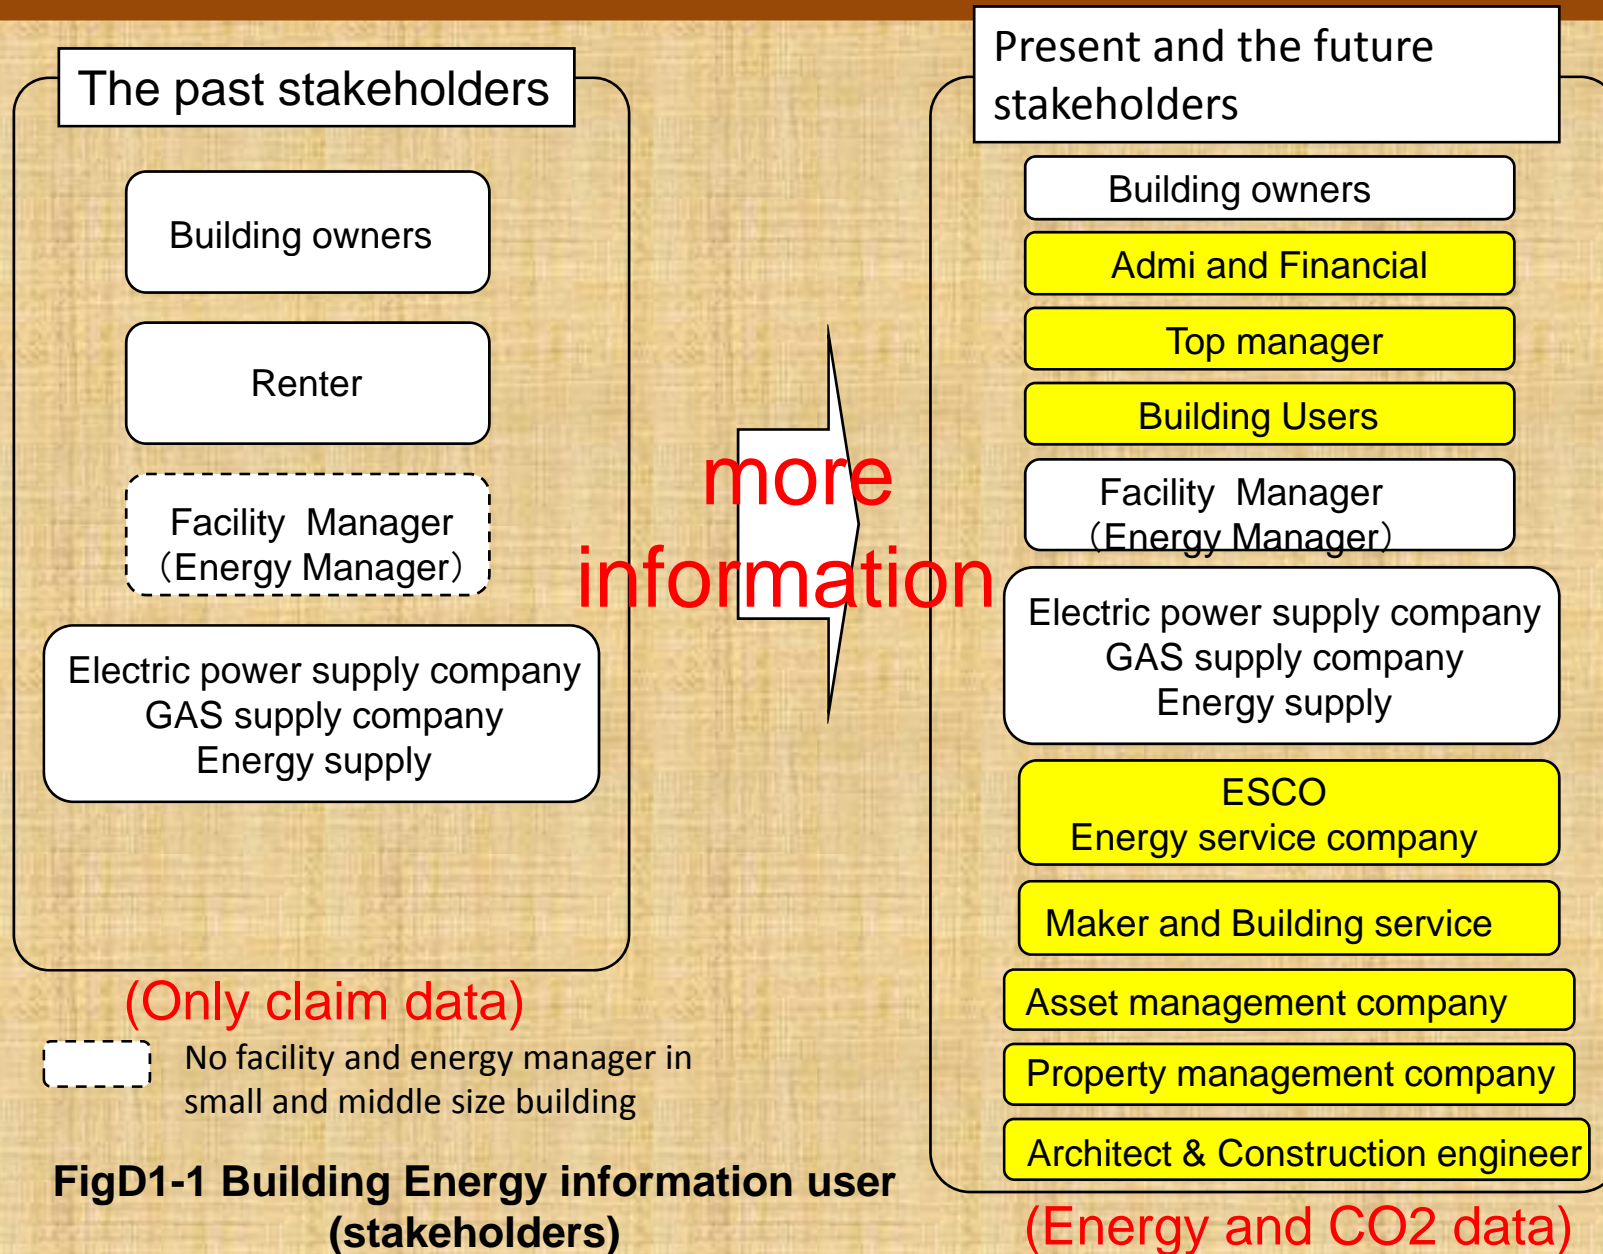 The past stakeholders
Building owners
Renter
Facility  Manager
（Energy Manager）
Electric power supply company
GAS supply company
Energy supply
(Only claim data)
No facility and energy manager in
small and middle size building
FigD1-1 Building Energy information user
(stakeholders)
more
information
Present and the future
stakeholders
Building owners
Admi and Financial
Top manager
Building Users
Facility  Manager
（Energy Manager）
Electric power supply company
GAS supply company
Energy supply
ESCO
Energy service company
Maker and Building service
Asset management company
Property management company
Architect & Construction engineer
(Energy and CO2 data)